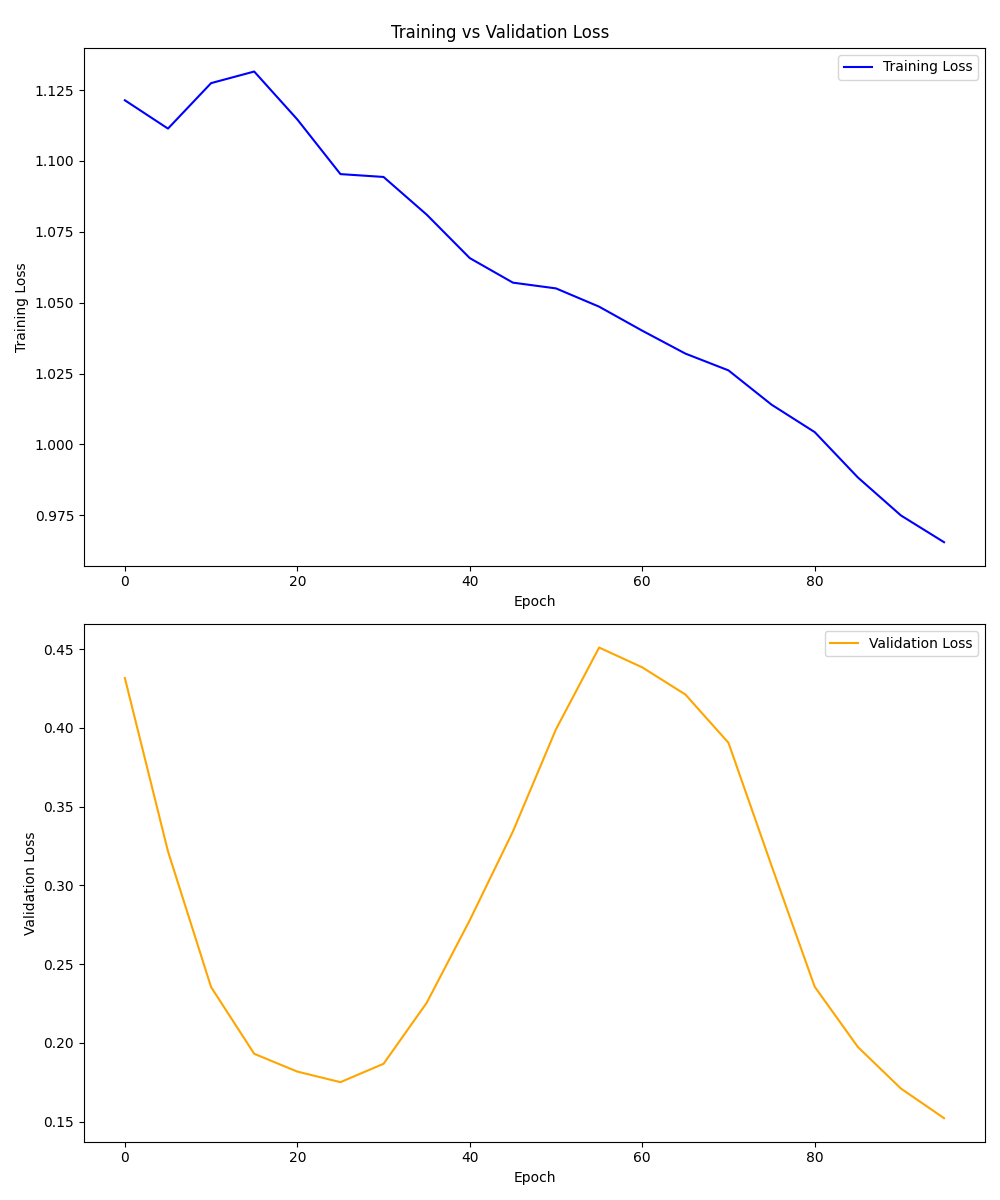 Training vs Validation Loss
Training Loss
1.125
1.100
1.075
1.050
1.025
1.000
0.975
Training Loss
0 20 40 60 80
Epoch
Validation Loss
0.45
0.40
0.35
0.30
0.25
0.20
0.15
Validation Loss
0 20 40 60 80
Epoch